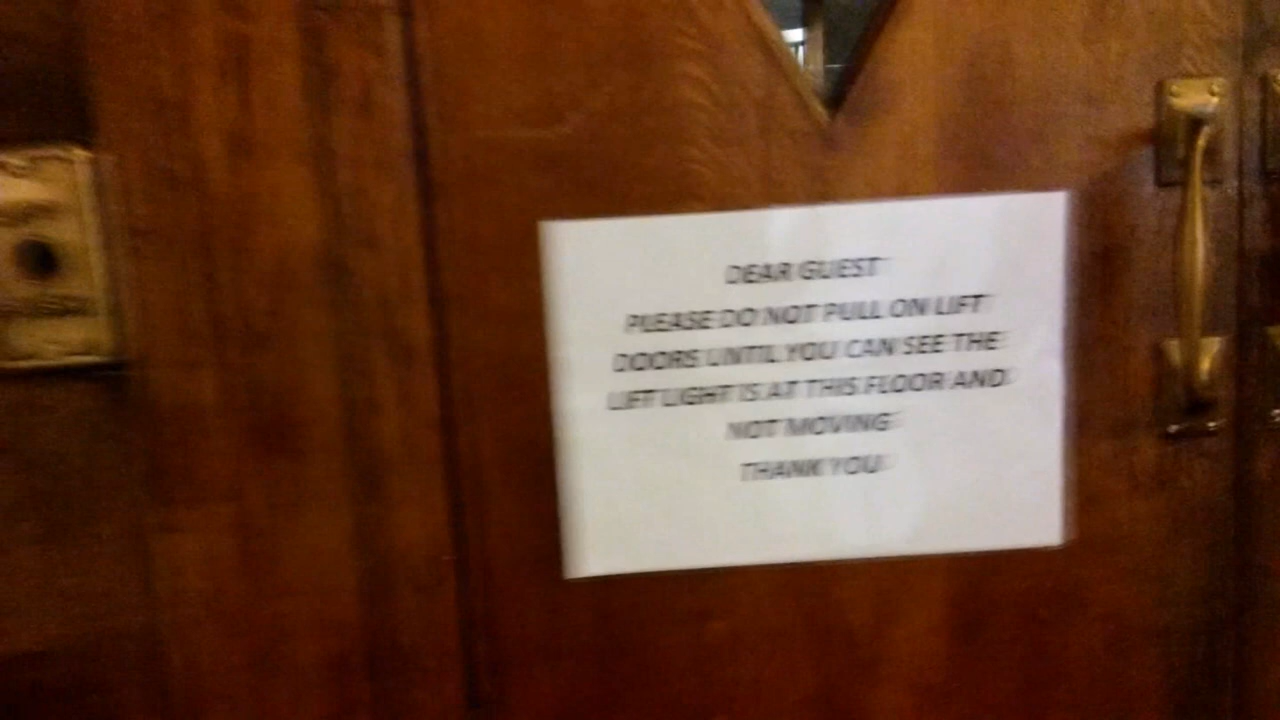 DEAR GUEST
PLEASE DO NOT PULL ON LIFT
DOORS UNTIL YOU CAN SEE THE
LIFT LIGHT IS AT THIS FLOOR AND
NOT MOVING
THANK YOU